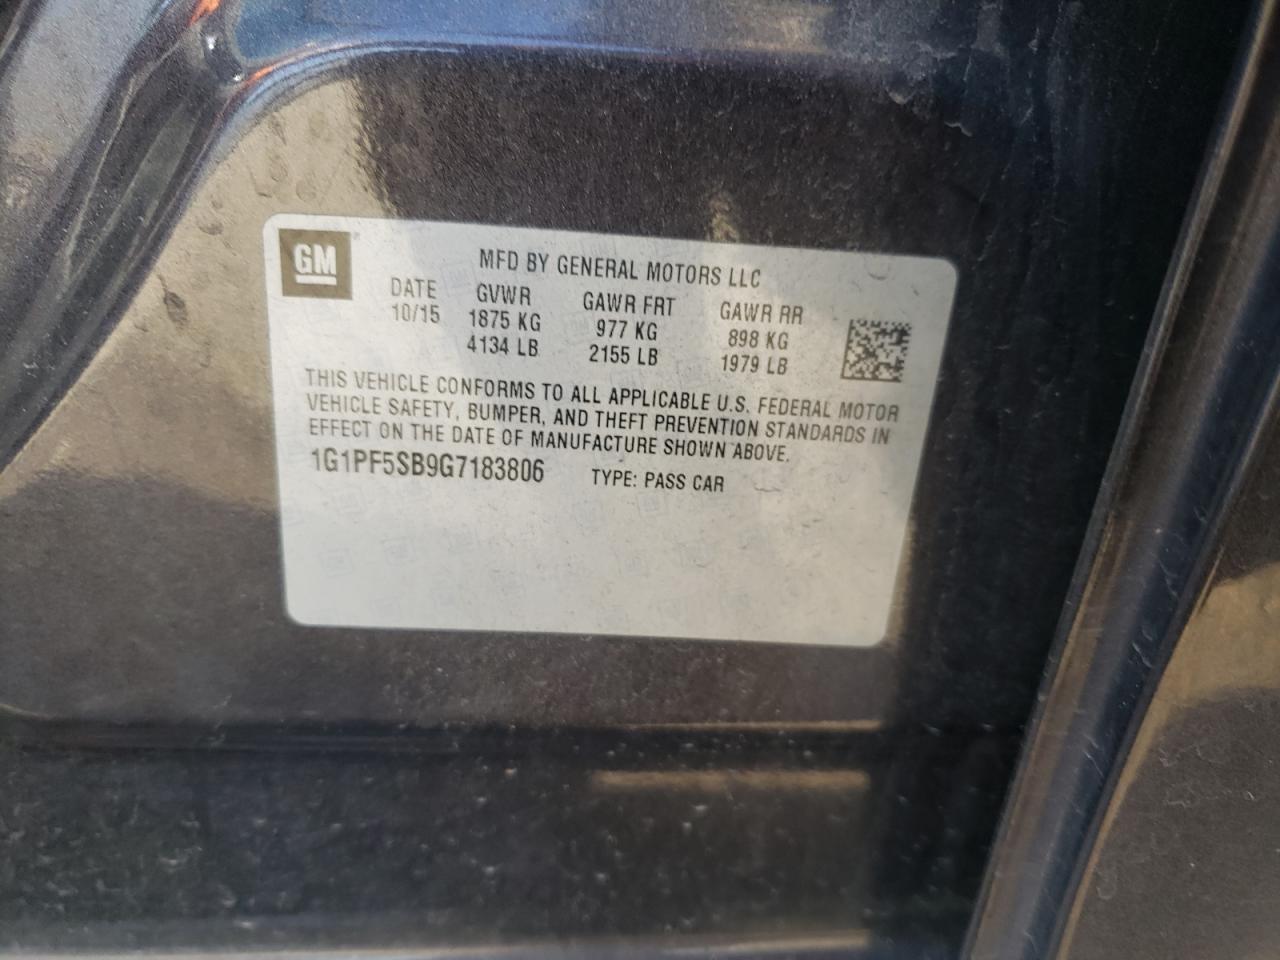 GM
MFD BY GENERAL MOTORS LLC
DATE GVWR GAWR FRT GAWR RR
10/15 1875 KG 977 KG 898 KG
4134 LB 2155 LB 1979 LB
THIS VEHICLE CONFORMS TO ALL APPLICABLE U.S. FEDERAL MOTOR
VEHICLE SAFETY, BUMPER, AND THEFT PREVENTION STANDARDS IN
EFFECT ON THE DATE OF MANUFACTURE SHOWN ABOVE.
1G1PF5SB9G7183806 TYPE: PASS CAR